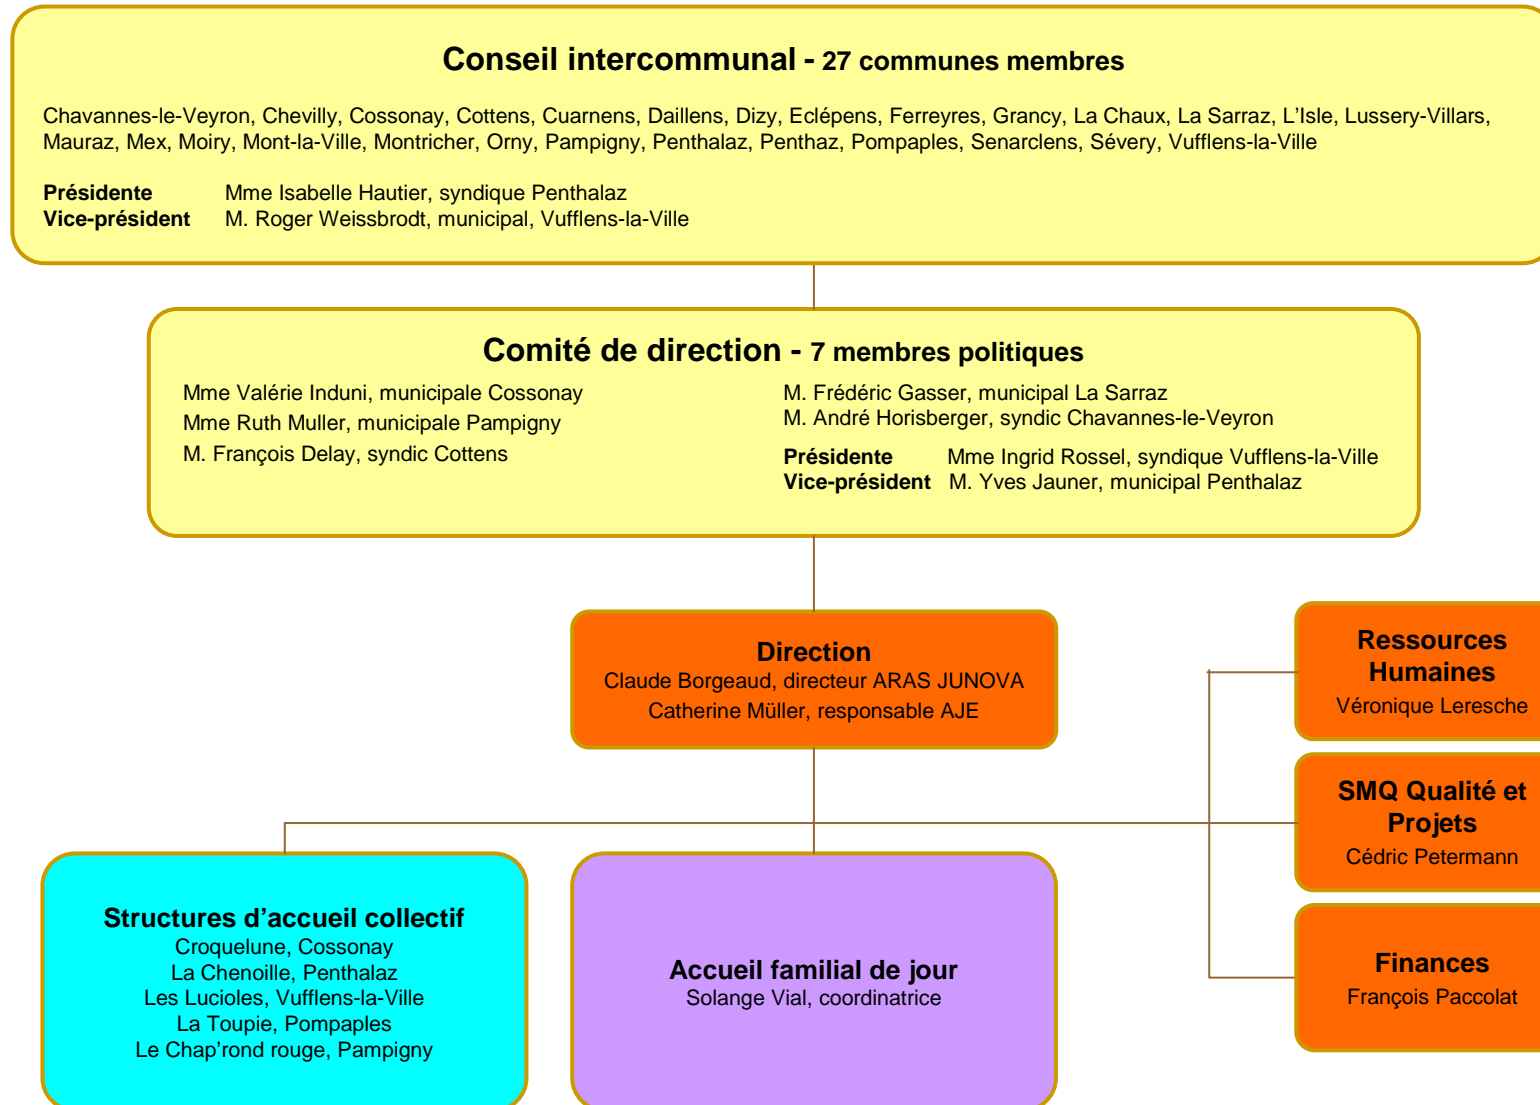 Conseil intercommunal - 27 communes membres
Chavannes-le-Veyron, Chevilly, Cossonay, Cottens, Cuarnens, Daillens, Dizy, Eclépens, Ferreyres, Grancy, La Chaux, La Sarraz, L’Isle, Lussery-Villars,
Mauraz, Mex, Moiry, Mont-la-Ville, Montricher, Orny, Pampigny, Penthalaz, Penthaz, Pompaples, Senarclens, Sévery, Vufflens-la-Ville
Présidente Mme Isabelle Hautier, syndique Penthalaz
Vice-président M. Roger Weissbrodt, municipal, Vufflens-la-Ville
Comité de direction - 7 membres politiques
Mme Valérie Induni, municipale Cossonay
Mme Ruth Muller, municipale Pampigny
M. François Delay, syndic Cottens
M. Frédéric Gasser, municipal La Sarraz
M. André Horisberger, syndic Chavannes-le-Veyron
Présidente Mme Ingrid Rossel, syndique Vufflens-la-Ville
Vice-président M. Yves Jauner, municipal Penthalaz
Direction
Claude Borgeaud, directeur ARAS JUNOVA
Catherine Müller, responsable AJE
Ressources
Humaines
Véronique Leresche
SMQ Qualité et
Projets
Cédric Petermann
Finances
François Paccolat
Structures d’accueil collectif
Croquelune, Cossonay
La Chenoille, Penthalaz
Les Lucioles, Vufflens-la-Ville
La Toupie, Pompaples
Le Chap’rond rouge, Pampigny
Accueil familial de jour
Solange Vial, coordinatrice